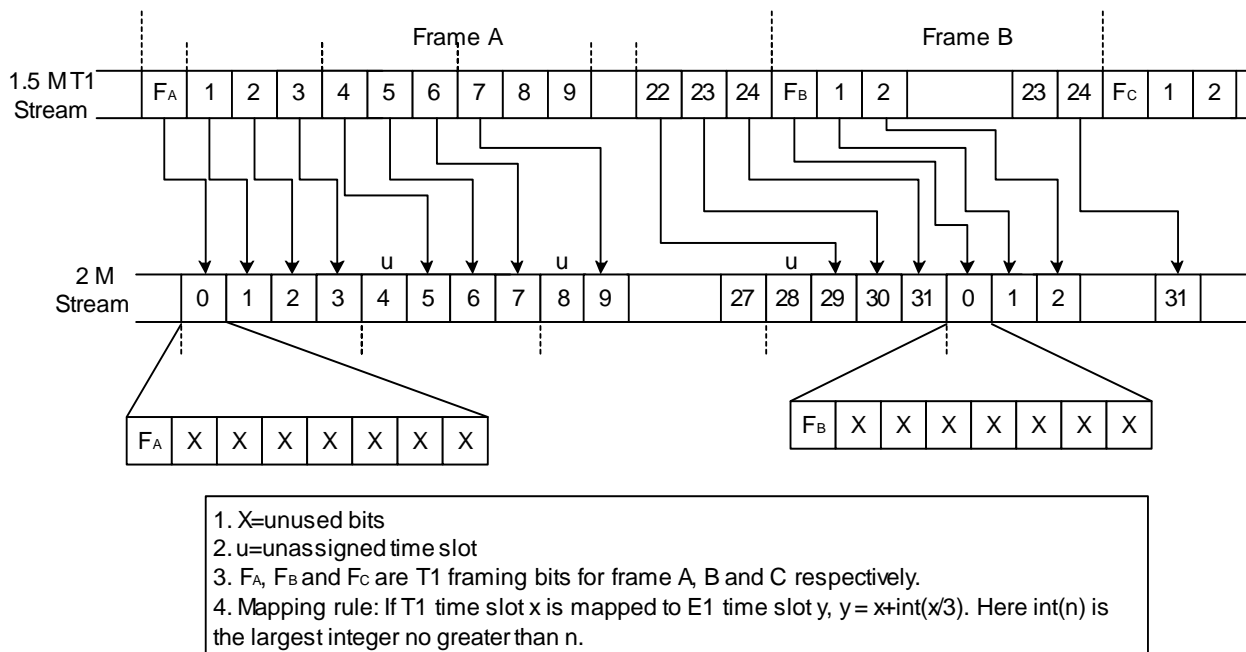 Frame A Frame B
1.5 M T1 Stream FA 1 2 3 4 5 6 7 8 9 22 23 24 FB 1 2 23 24 FC 1 2
u u u
2 M Stream 0 1 2 3 4 5 6 7 8 9 27 28 29 30 31 0 1 2 31
FA X X X X X X X
FB X X X X X X X
1. X=unused bits
2. u=unassigned time slot
3. FA, FB and FC are T1 framing bits for frame A, B and C respectively.
4. Mapping rule: If T1 time slot x is mapped to E1 time slot y, y = x+int(x/3). Here int(n) is
the largest integer no greater than n.